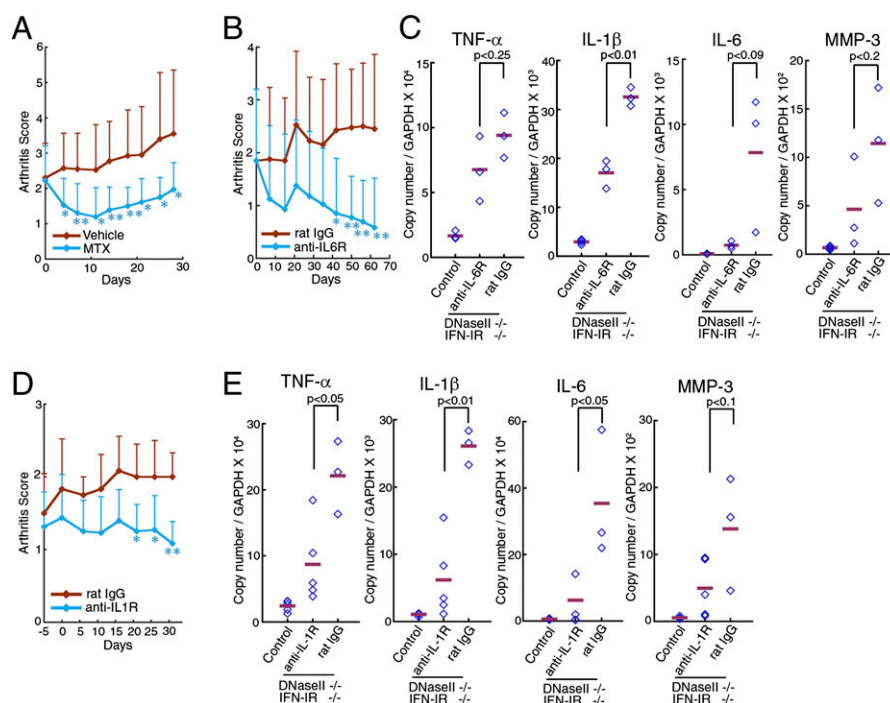 A
Arthritis Score
6
5
4
3
2
1
0
* ** * ** ** * * *
Vehicle
MTX
0 10 20 30
Days
B
Arthritis Score
4
3
2
1
0
* ** ** **
rat IgG
anti-IL6R
0 10 20 30 40 50 60 70
Days
C
TNF-α
p<0.25
Copy number / GAPDH X 10⁴
15
10
5
0
Control
anti-IL-6R
rat IgG
DNaseII -/-
IFN-IR -/-
IL-1β
p<0.01
Copy number / GAPDH X 10³
40
30
20
10
0
Control
anti-IL-6R
rat IgG
DNaseII -/-
IFN-IR -/-
IL-6
p<0.09
Copy number / GAPDH X 10³
15
10
5
0
Control
anti-IL-6R
rat IgG
DNaseII -/-
IFN-IR -/-
MMP-3
p<0.2
Copy number / GAPDH X 10²
20
15
10
5
0
Control
anti-IL-6R
rat IgG
DNaseII -/-
IFN-IR -/-
D
Arthritis Score
3
2
1
0
* * **
rat IgG
anti-IL1R
-5 0 5 10 15 20 25 30
Days
E
TNF-α
p<0.05
Copy number / GAPDH X 10⁴
30
20
10
0
Control
anti-IL-1R
rat IgG
DNaseII -/-
IFN-IR -/-
IL-1β
p<0.01
Copy number / GAPDH X 10³
30
20
10
0
Control
anti-IL-1R
rat IgG
DNaseII -/-
IFN-IR -/-
IL-6
p<0.05
Copy number / GAPDH X 10³
60
40
20
0
Control
anti-IL-1R
rat IgG
DNaseII -/-
IFN-IR -/-
MMP-3
p<0.1
Copy number / GAPDH X 10²
30
20
10
0
Control
anti-IL-1R
rat IgG
DNaseII -/-
IFN-IR -/-